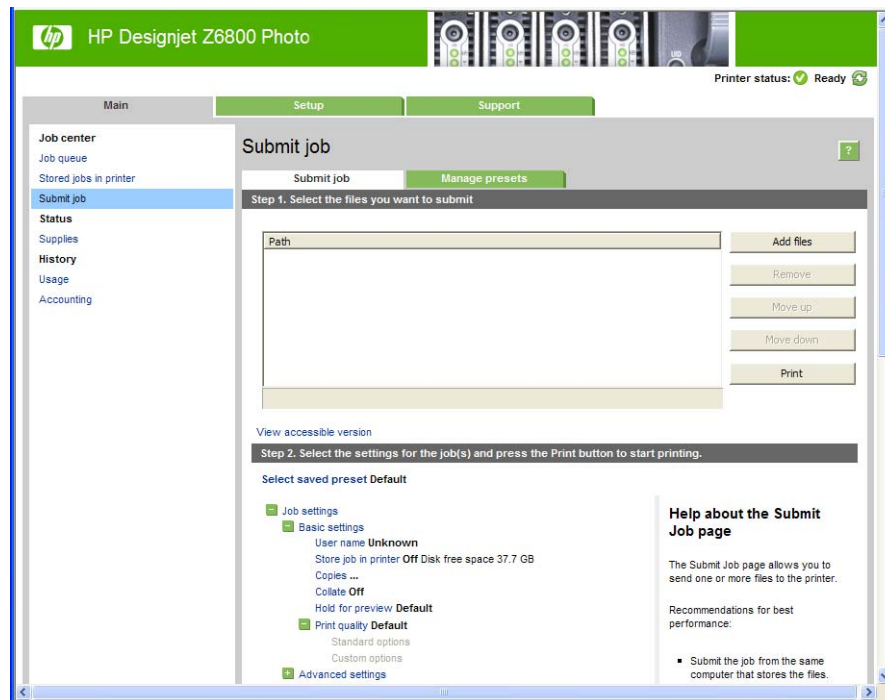 hp HP Designjet Z6800 Photo
UID
Printer status: Ready
Main Setup Support
Job center
Job queue
Stored jobs in printer
Submit job
Status
Supplies
History
Usage
Accounting
Submit job
?
Submit job Manage presets
Step 1. Select the files you want to submit
Path
Add files
Remove
Move up
Move down
Print
View accessible version
Step 2. Select the settings for the job(s) and press the Print button to start printing.
Select saved preset Default
Job settings
Basic settings
User name Unknown
Store job in printer Off Disk free space 37.7 GB
Copies ...
Collate Off
Hold for preview Default
Print quality Default
Standard options
Custom options
Advanced settings
Help about the Submit
Job page
The Submit Job page allows you to
send one or more files to the printer.
Recommendations for best
performance:
Submit the job from the same
computer that stores the files.